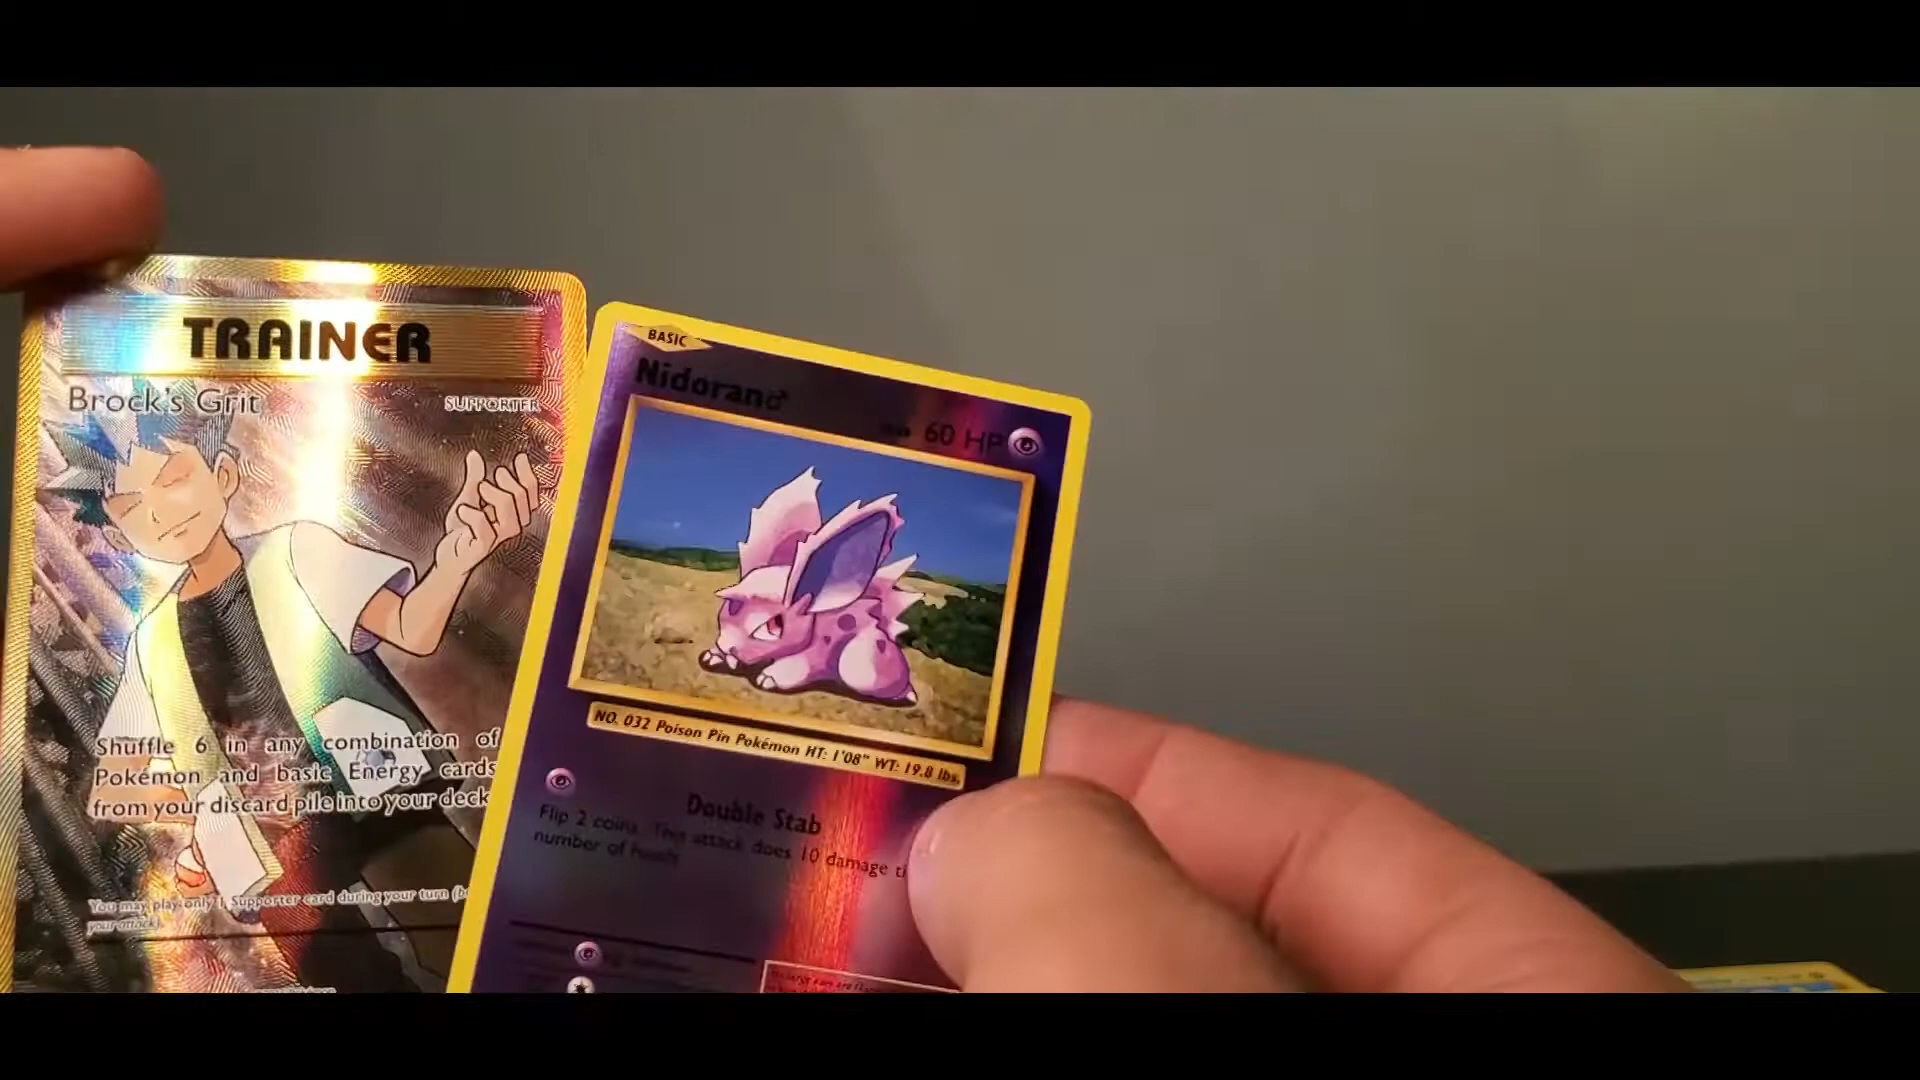 TRAINER
Brock's Grit
SUPPORTER
Shuffle 6 in any combination of
Pokémon and basic Energy cards
from your discard pile into your deck
You may play only 1 Supporter card during your turn
your attack).
BASIC
Nidoran♂
60 HP
NO. 032 Poison Pin Pokémon HT: 1'08" WT: 19.8 lbs.
Double Stab
Flip 2 coins. This attack does 10 damage
number of heads.